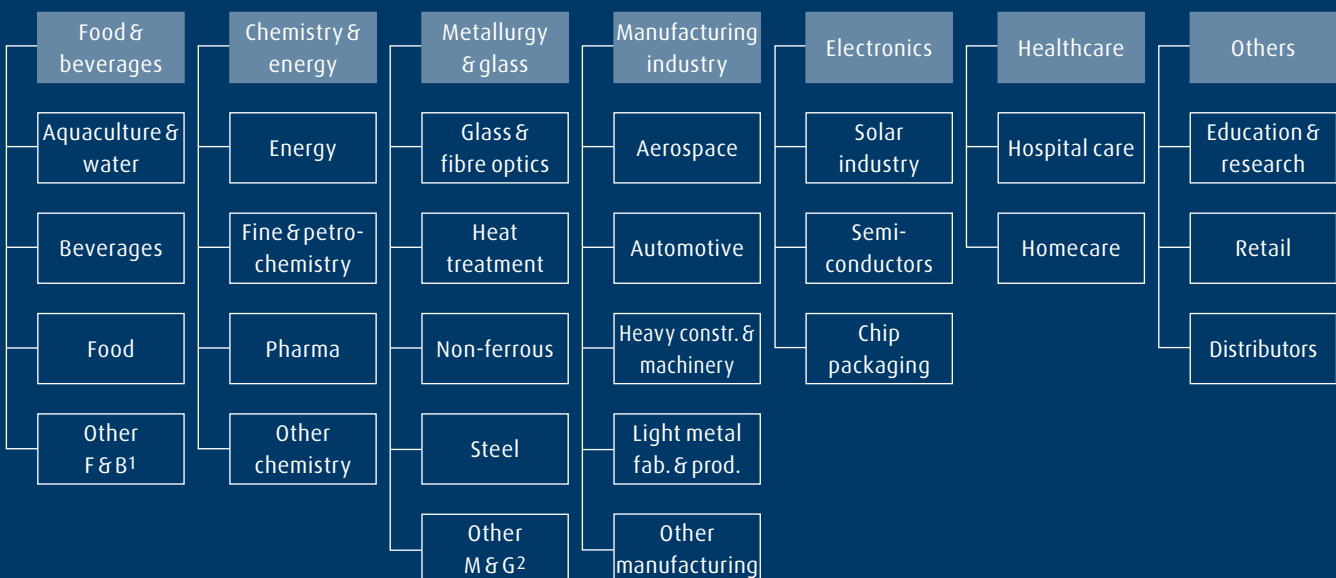 Food &
beverages
Aquaculture &
water
Beverages
Food
Other
F & B1
Chemistry &
energy
Energy
Fine & petro-
chemistry
Pharma
Other
chemistry
Metallurgy
& glass
Glass &
fibre optics
Heat
treatment
Non-ferrous
Steel
Other
M & G2
Manufacturing
industry
Aerospace
Automotive
Heavy constr. &
machinery
Light metal
fab. & prod.
Other
manufacturing
Electronics
Solar
industry
Semi-
conductors
Chip
packaging
Healthcare
Hospital care
Homecare
Others
Education &
research
Retail
Distributors